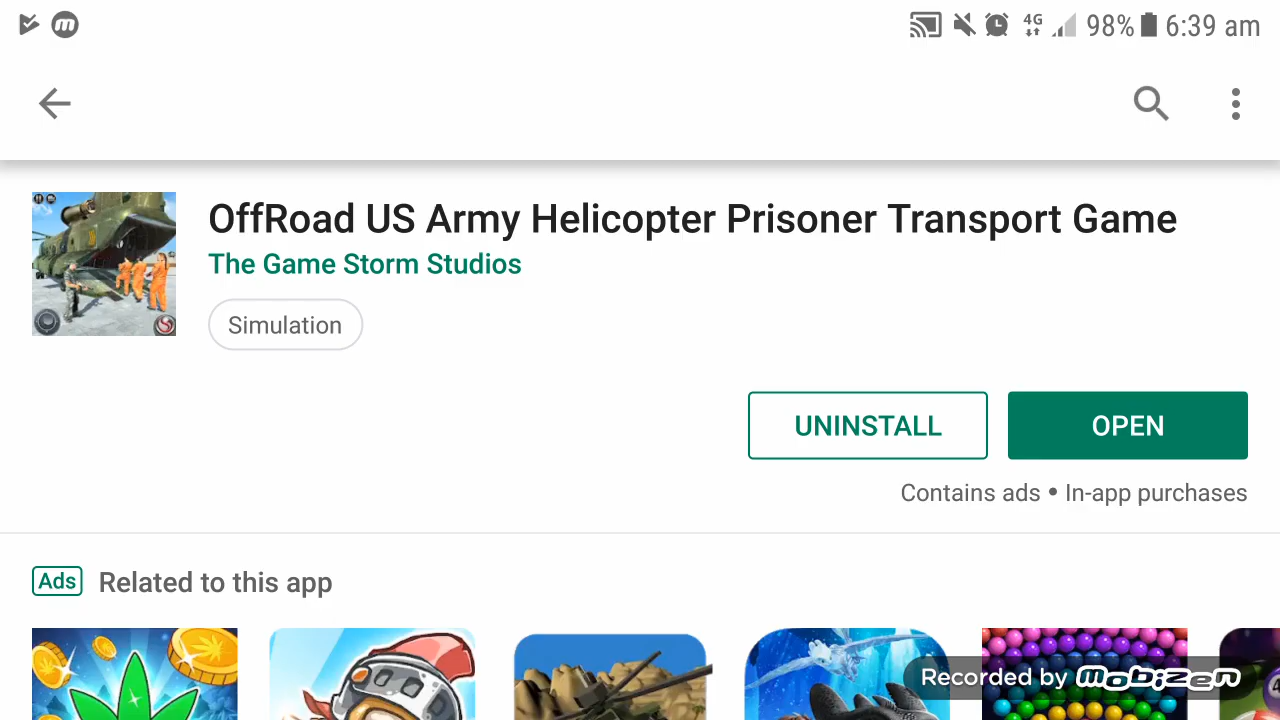 4G 98% 6:39 am
OffRoad US Army Helicopter Prisoner Transport Game
The Game Storm Studios
Simulation
UNINSTALL OPEN
Contains ads • In-app purchases
Ads Related to this app
Recorded by mobizen